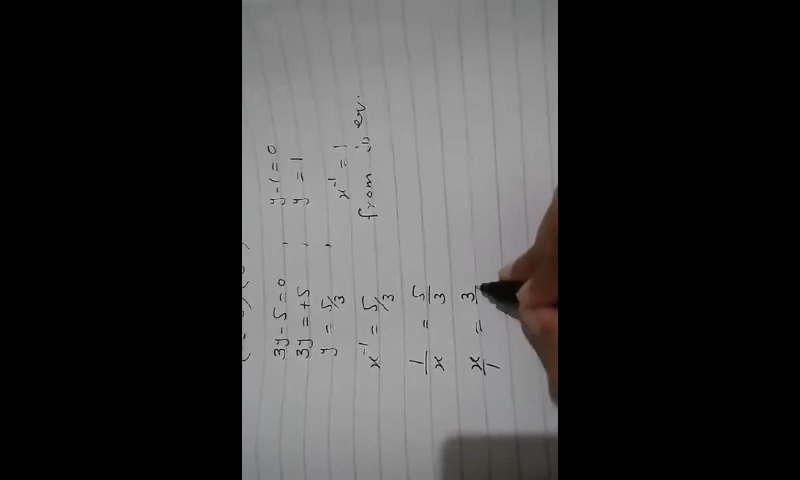 3y-5=0 , y-1=0
3y=+5 , y=1
y=5/3 , x⁻¹=1
x⁻¹=5/3 from
1/x = 5/3
x/1 = 3/